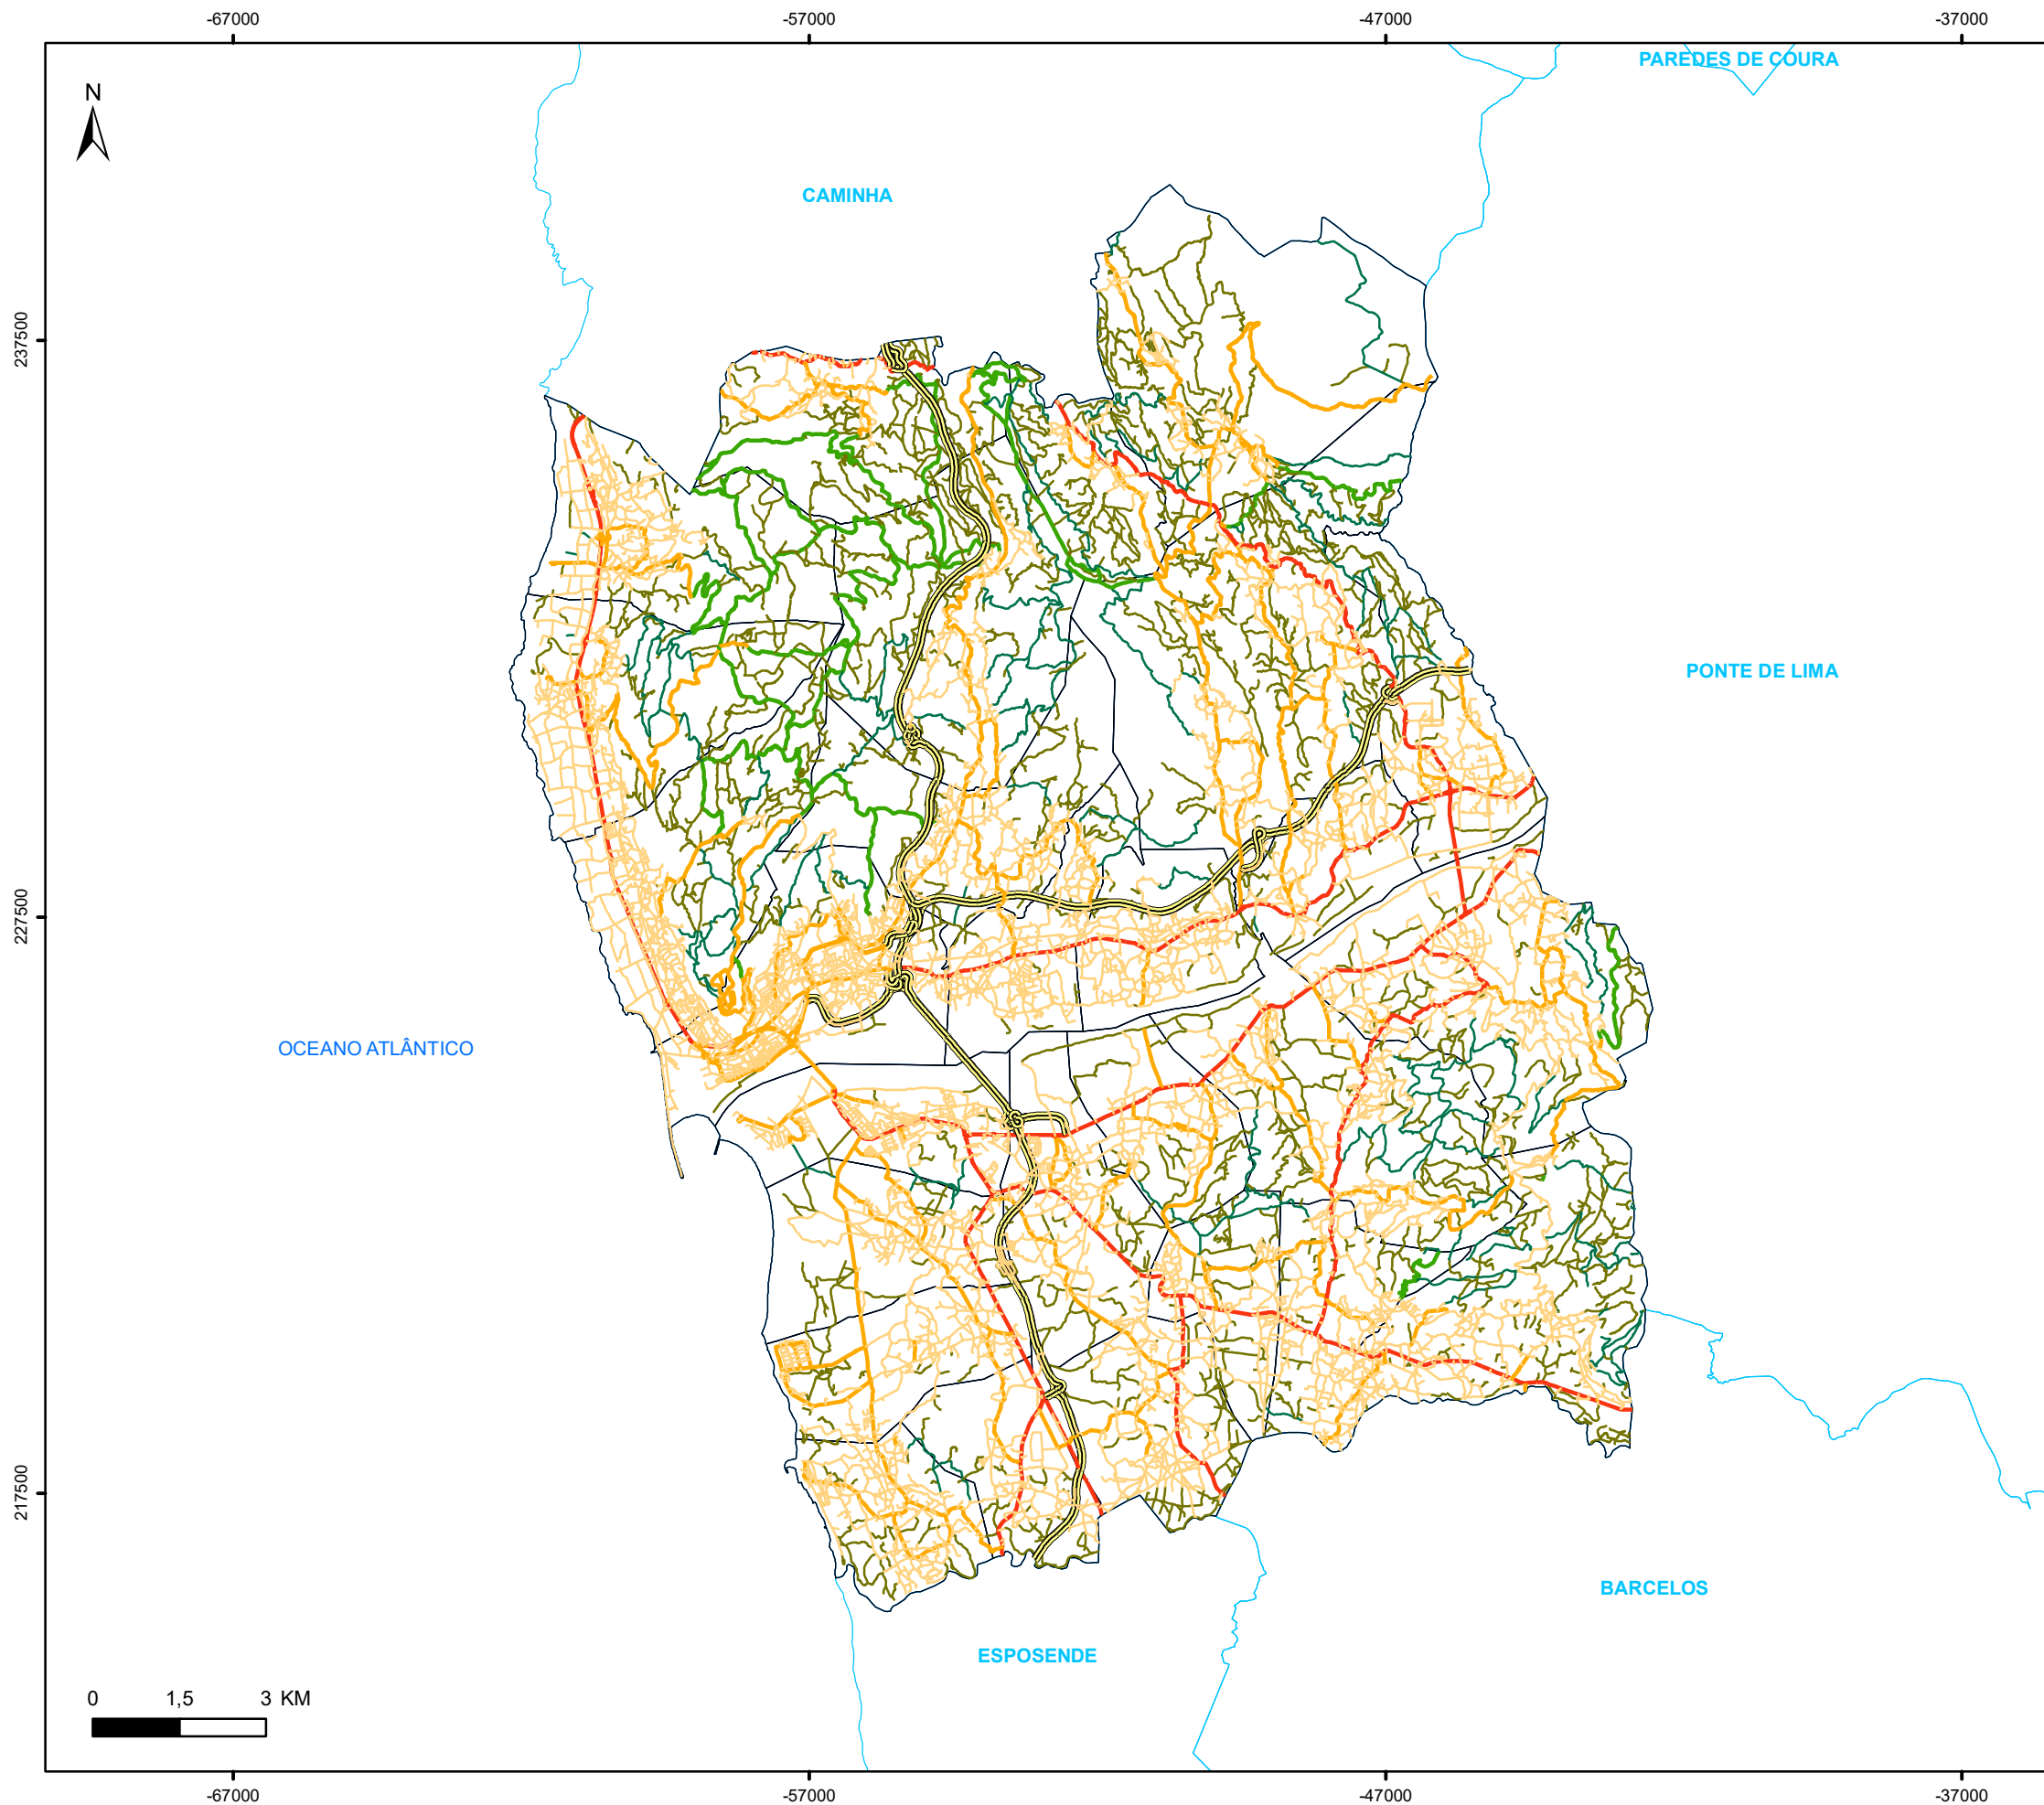 -67000 -57000 -47000 -37000
PAREDES DE COURA
N
CAMINHA
237500
PONTE DE LIMA
227500
OCEANO ATLÂNTICO
217500
BARCELOS
ESPOSENDE
0 1,5 3 KM
-67000 -57000 -47000 -37000